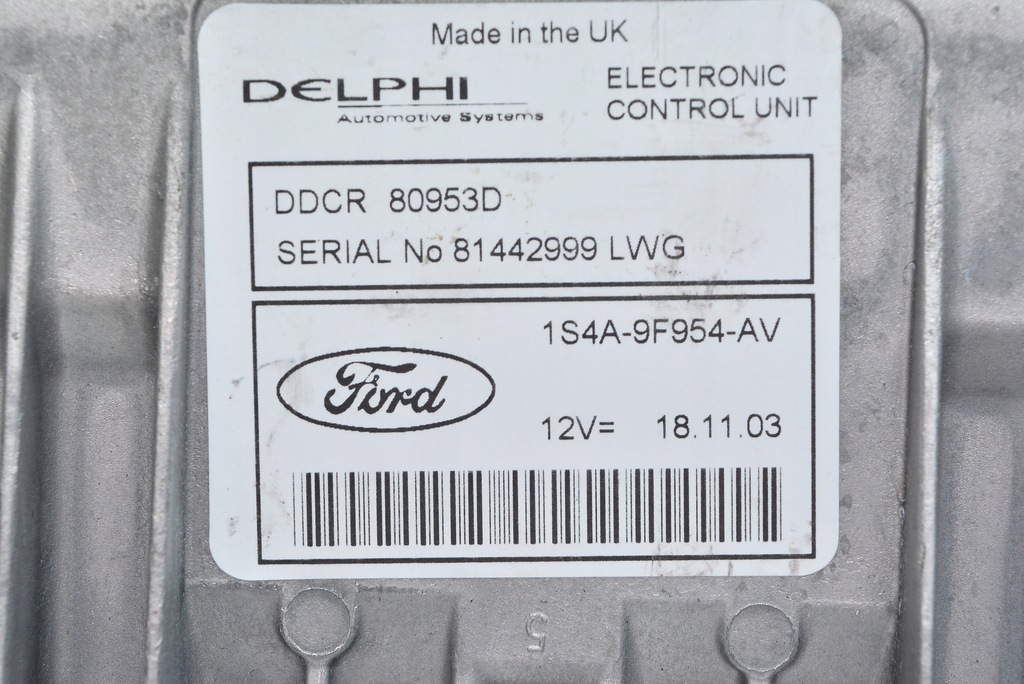 Made in the UK
DELPHI
Automotive Systems
ELECTRONIC
CONTROL UNIT
DDCR 80953D
SERIAL No 81442999 LWG
1S4A-9F954-AV
Ford
12V= 18.11.03
5